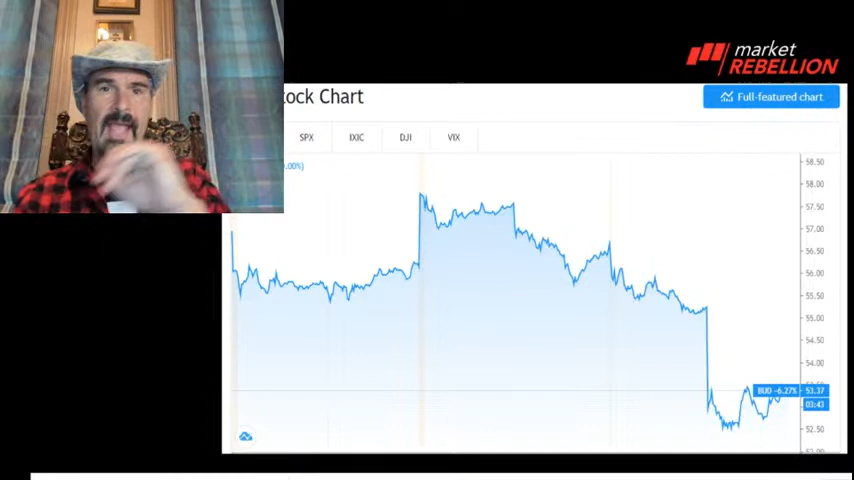 market
REBELLION
tock Chart
Full-featured chart
SPX
IXIC
DJI
VIX
58.50
58.00
57.50
57.00
56.50
56.00
55.50
55.00
54.50
54.00
BUD −6.27%
53.37
03:43
52.50